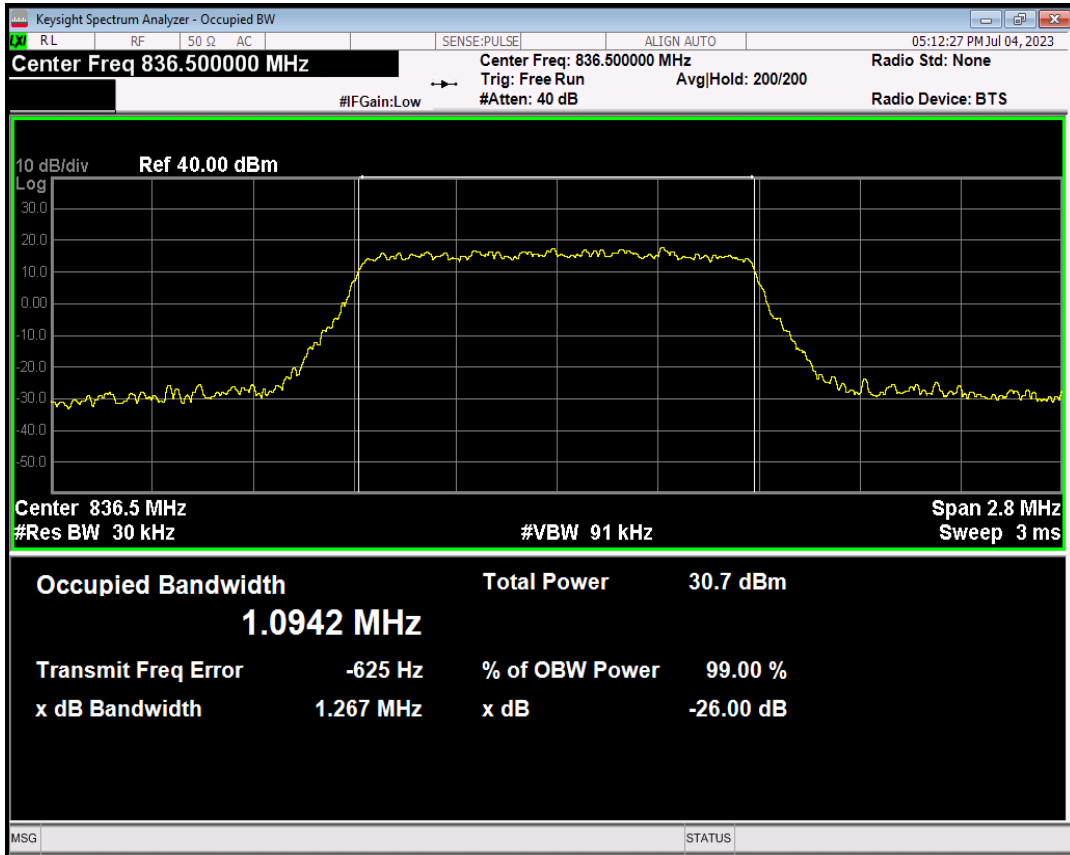 Keysight Spectrum Analyzer - Occupied BW
LXI RL RF 50 Ω AC SENSE:PULSE ALIGN AUTO 05:12:27 PM Jul 04, 2023
Center Freq 836.500000 MHz Center Freq: 836.500000 MHz Radio Std: None
Trig: Free Run Avg|Hold: 200/200
#IFGain:Low #Atten: 40 dB Radio Device: BTS
10 dB/div Ref 40.00 dBm
Log
30.0
20.0
10.0
0.00
-10.0
-20.0
-30.0
-40.0
-50.0
Center 836.5 MHz Span 2.8 MHz
#Res BW 30 kHz #VBW 91 kHz Sweep 3 ms
Occupied Bandwidth Total Power 30.7 dBm
1.0942 MHz
Transmit Freq Error -625 Hz % of OBW Power 99.00 %
x dB Bandwidth 1.267 MHz x dB -26.00 dB
MSG STATUS